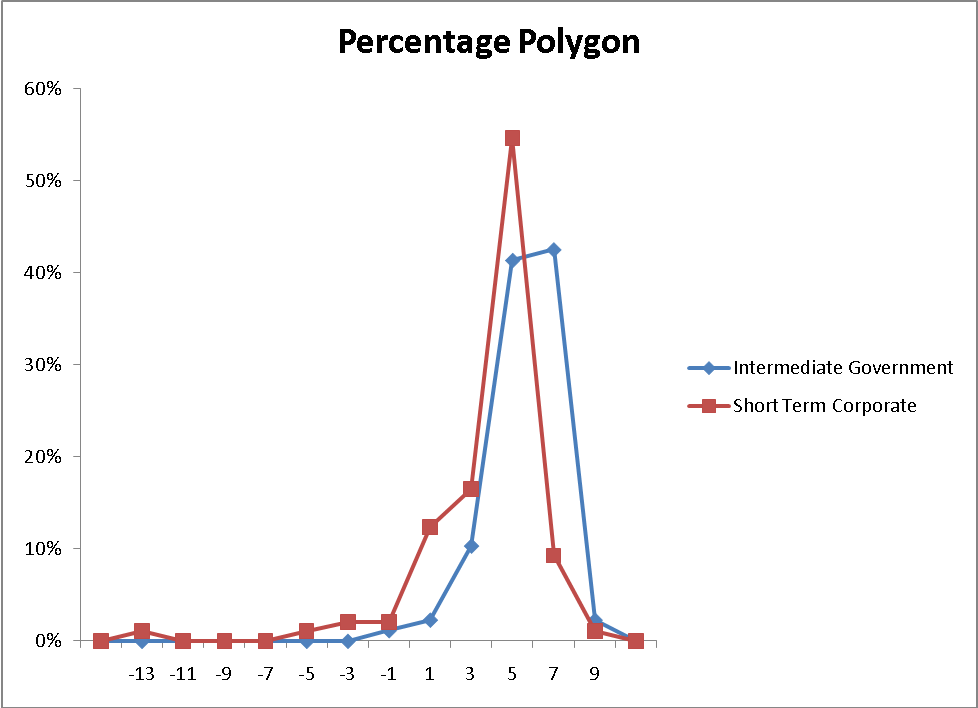 Percentage Polygon
60%
50%
40%
30%
20%
10%
0%
-13 -11 -9 -7 -5 -3 -1 1 3 5 7 9
Intermediate Government
Short Term Corporate